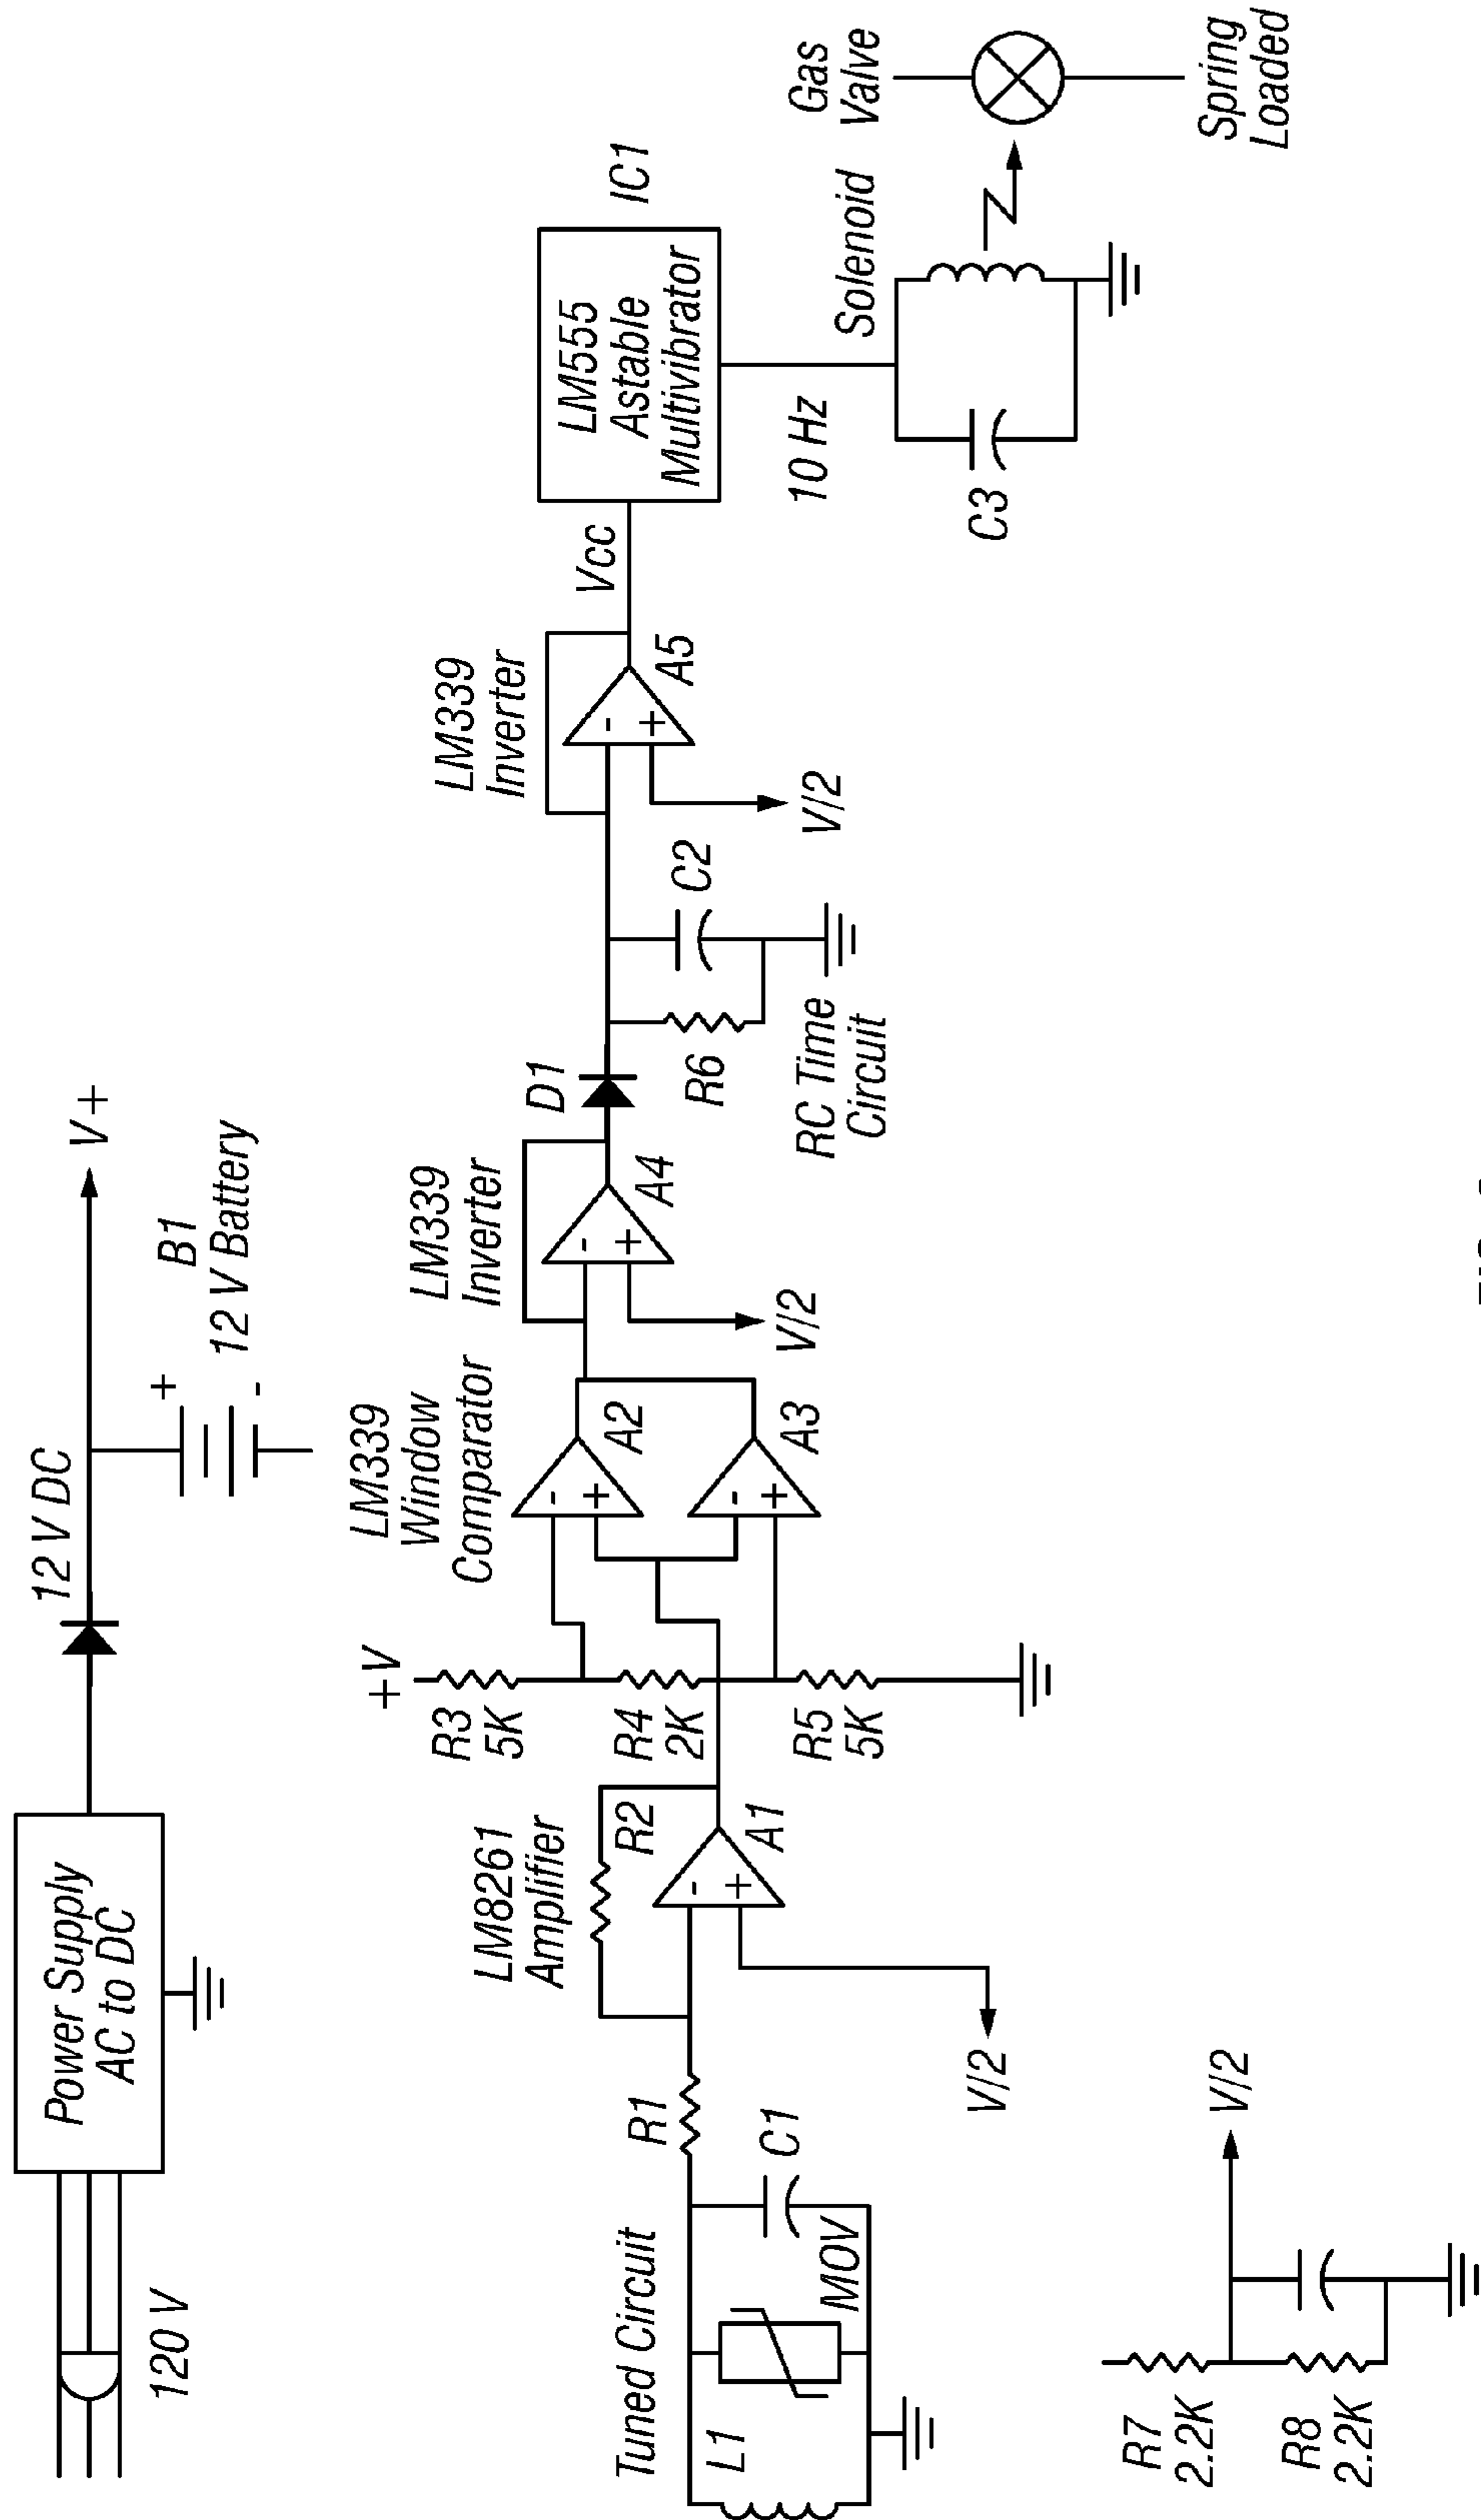 120 V
Power Supply
AC to DC
12 V DC
V+
B1
12 V Battery
+
-
Tuned Circuit
L1
MOV
C1
R1
LM8261
Amplifier
R2
-
+
A1
V/2
+V
R3
5K
R4
2K
R5
5K
LM339
Window
Comparator
-
+
A2
-
+
A3
LM339
Inverter
-
+
A4
V/2
D1
R6
C2
RC Time
Circuit
LM339
Inverter
-
+
A5
V/2
Vcc
LM555
Astable
Multivibrator
IC1
10 Hz
C3
Solenoid
Gas
Valve
Spring
Loaded
R7
2.2K
R8
2.2K
V/2